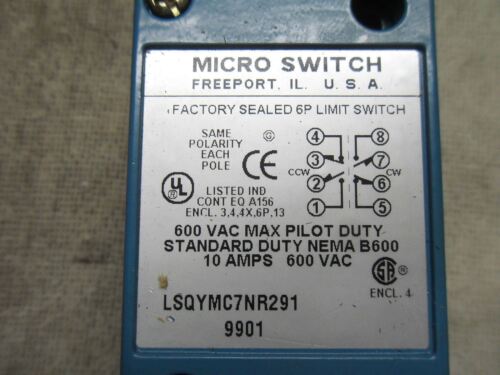 MICRO SWITCH
FREEPORT, IL. U. S. A.
FACTORY SEALED 6P LIMIT SWITCH
SAME
POLARITY
EACH
POLE
G
CE
4 8
3 7
CCW CW
2 6
1 5
UL
LISTED IND
CONT EQ A156
ENCL. 3,4,4X,6P,13
600 VAC MAX PILOT DUTY
STANDARD DUTY NEMA B600
10 AMPS 600 VAC
SA
ENCL. 4
LSQYMC7NR291
9901